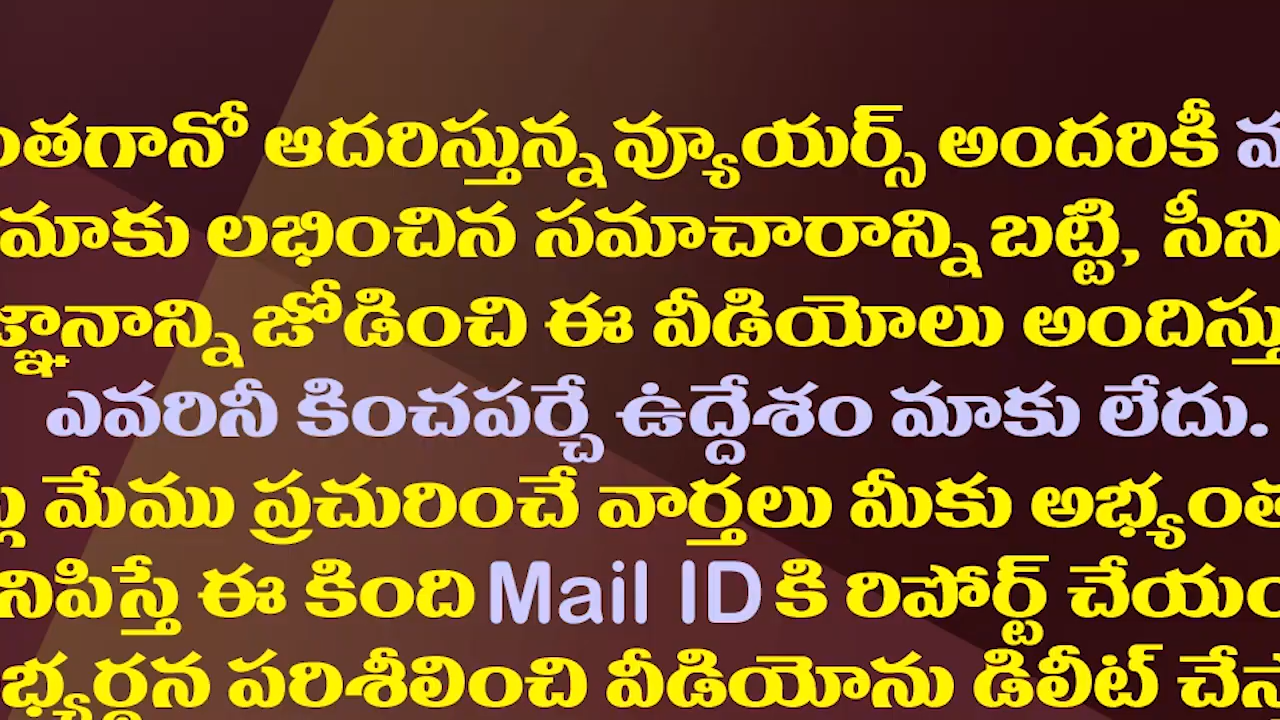 ంతగానో ఆదరిస్తున్న వ్యూయర్స్ అందరికీ
మాకు లభించిన సమాచారాన్ని బట్టి, సీని
జ్ఞానాన్ని జోడించి ఈ వీడియోలు అందిస్తు
ఎవరినీ కించపర్చే ఉద్దేశం మాకు లేదు.
మేము ప్రచురించే వార్తలు మీకు అభ్యంత
నిపిస్తే ఈ కింది Mail ID కి రిపోర్ట్ చేయం
భ్యర్థన పరిశీలించి వీడియోను డిలీట్ చేస